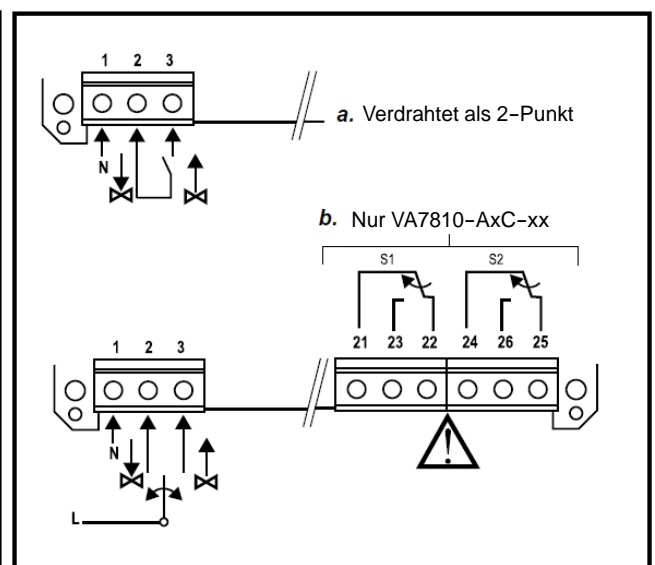 1 2 3
a. Verdrahtet als 2-Punkt
N
b. Nur VA7810-AxC-xx
S1 S2
21 23 22 24 26 25
1 2 3
N
L